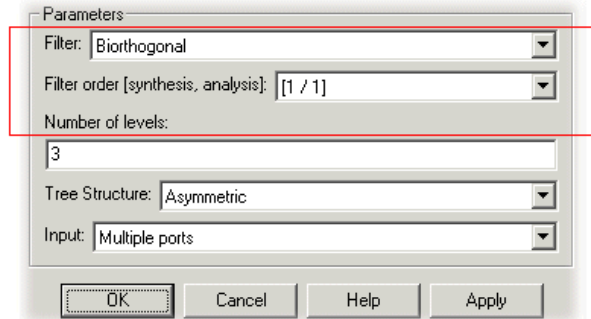 Parameters
Filter: Biorthogonal
Filter order [synthesis, analysis]: [1 / 1]
Number of levels:
3
Tree Structure: Asymmetric
Input: Multiple ports
OK Cancel Help Apply